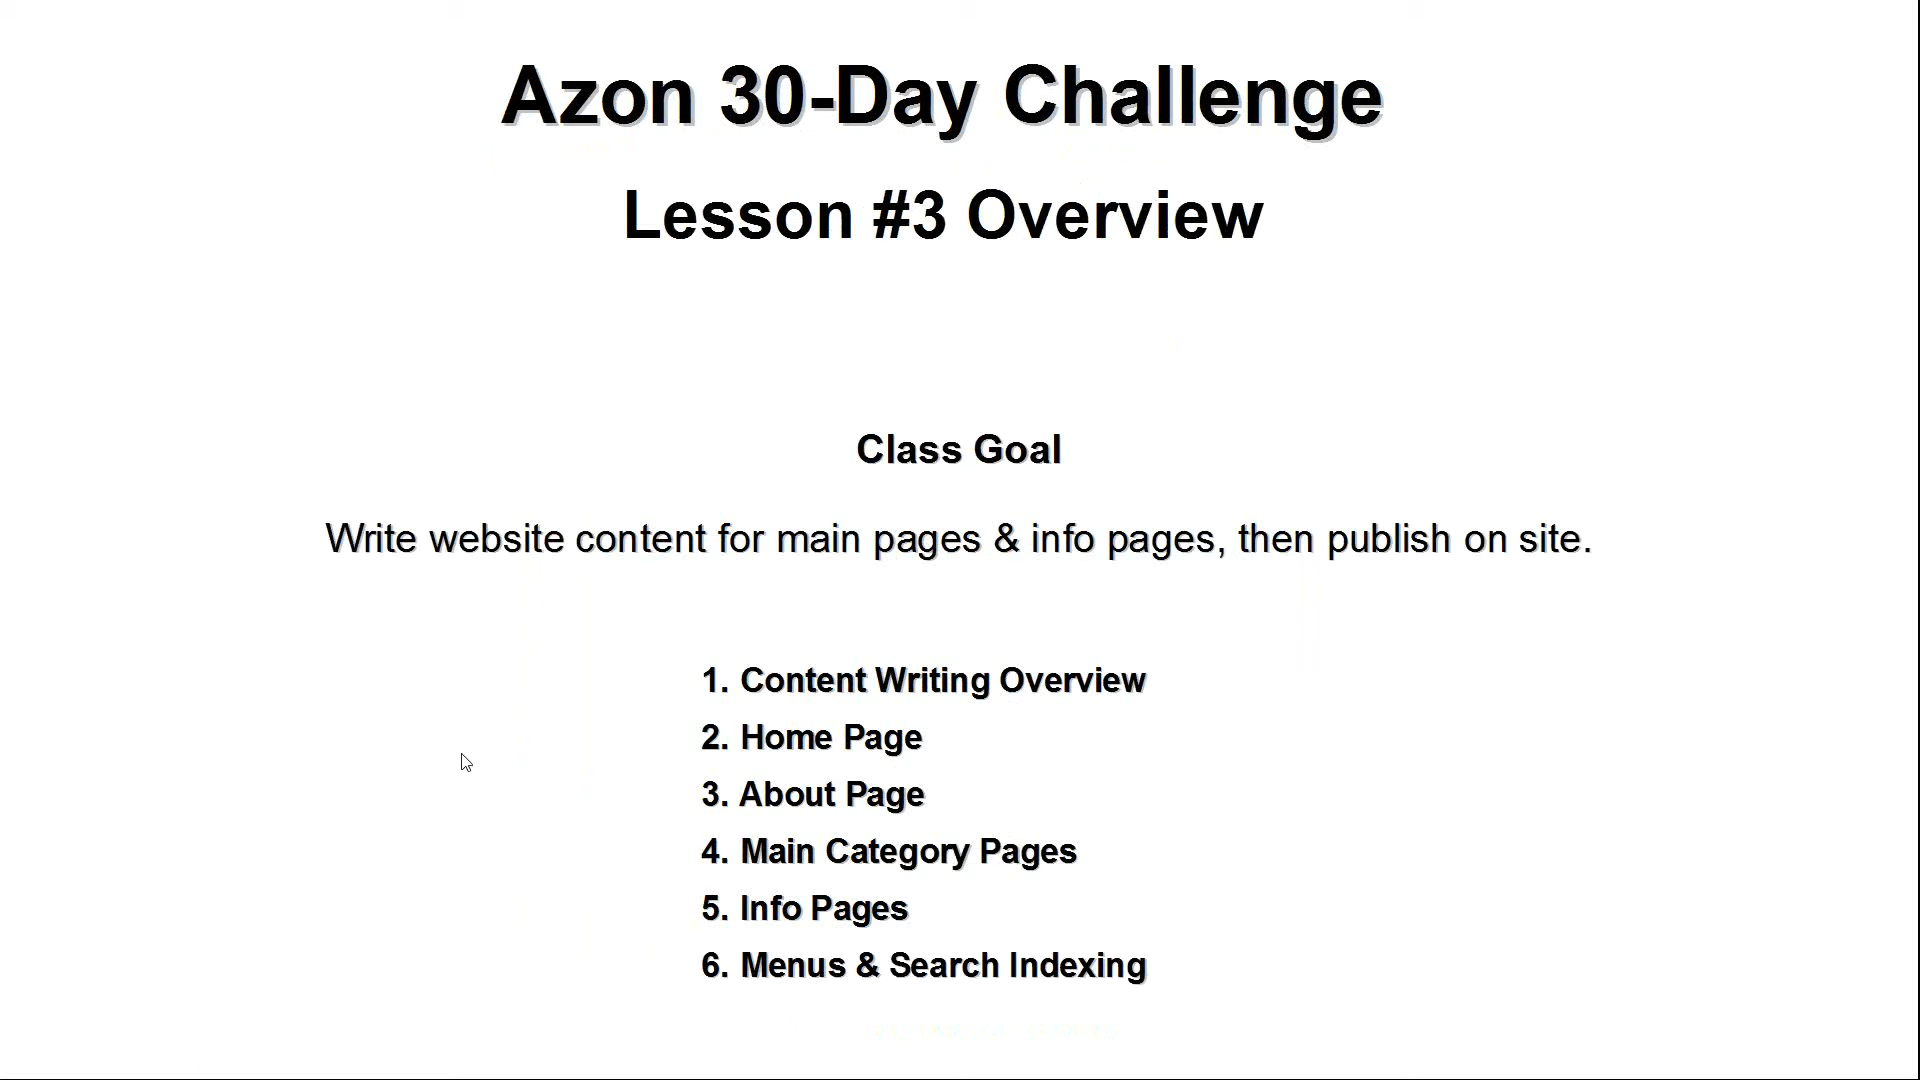 Azon 30-Day Challenge
Lesson #3 Overview
Class Goal
Write website content for main pages & info pages, then publish on site.
1. Content Writing Overview
2. Home Page
3. About Page
4. Main Category Pages
5. Info Pages
6. Menus & Search Indexing